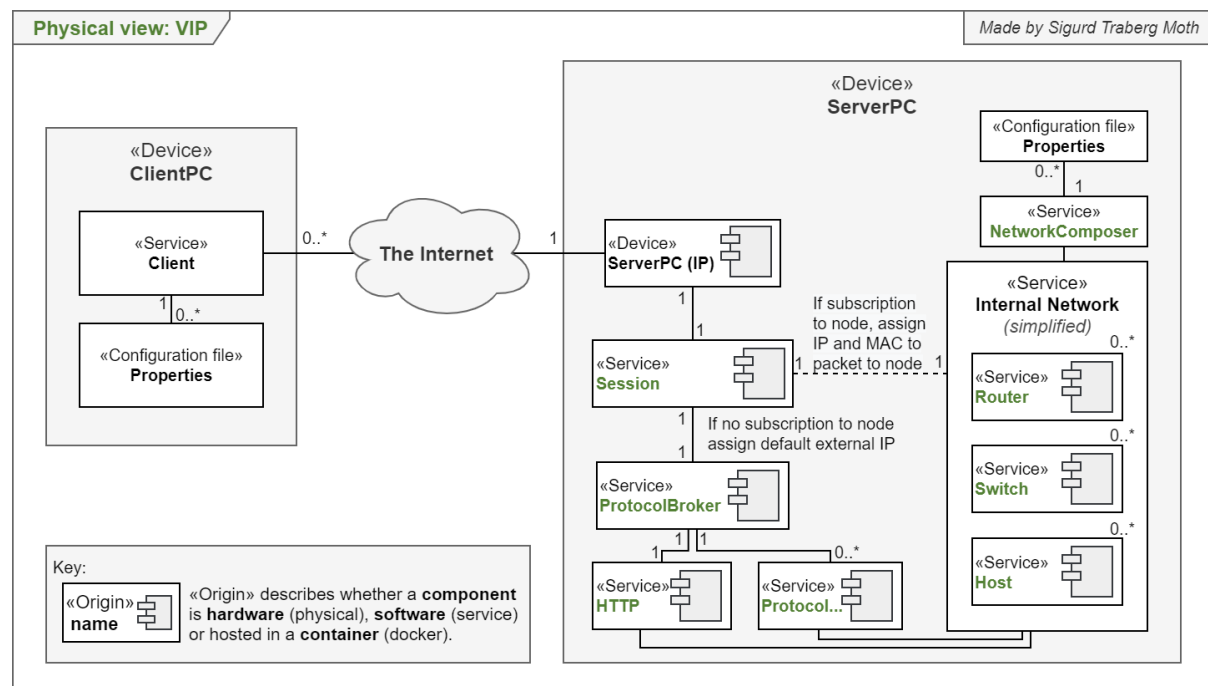 Physical view: VIP
Made by Sigurd Traberg Moth
«Device»
ClientPC
«Service»
Client
1
0..*
«Configuration file»
Properties
0..*
The Internet
1
«Device»
ServerPC
«Configuration file»
Properties
0..*
1
«Service»
NetworkComposer
«Device»
ServerPC (IP)
1
1
«Service»
Session
1
If subscription
to node, assign
IP and MAC to
packet to node
1
1
If no subscription to node
assign default external IP
1
«Service»
ProtocolBroker
1
1
1
0..*
«Service»
HTTP
«Service»
Protocol...
«Service»
Internal Network
(simplified)
0..*
«Service»
Router
0..*
«Service»
Switch
0..*
«Service»
Host
Key:
«Origin»
name
«Origin» describes whether a component
is hardware (physical), software (service)
or hosted in a container (docker).